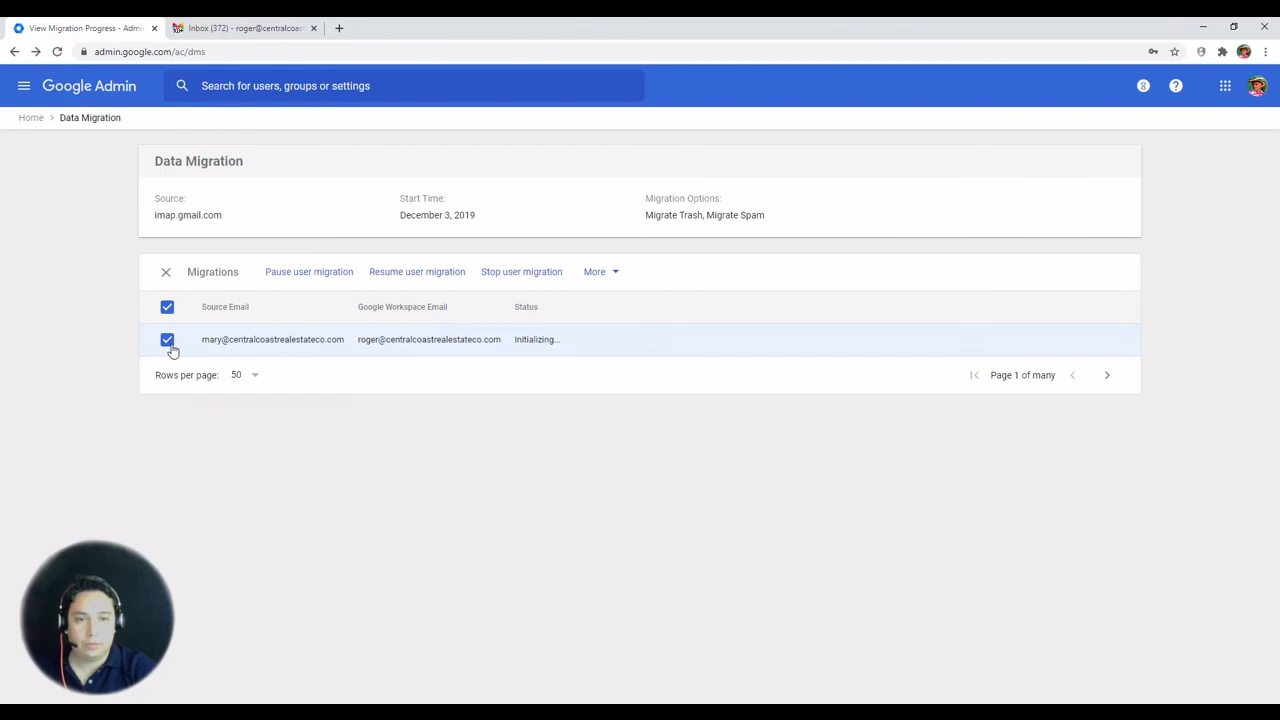 View Migration Progress - Admi
Inbox (372) - roger@centralcoast
admin.google.com/ac/dms
Google Admin
Search for users, groups or settings
8
Home > Data Migration
Data Migration
Source:
Start Time:
Migration Options:
imap.gmail.com
December 3, 2019
Migrate Trash, Migrate Spam
Migrations
Pause user migration
Resume user migration
Stop user migration
More
Source Email
Google Workspace Email
Status
mary@centralcoastrealestateco.com
roger@centralcoastrealestateco.com
Initializing...
Rows per page: 50
Page 1 of many